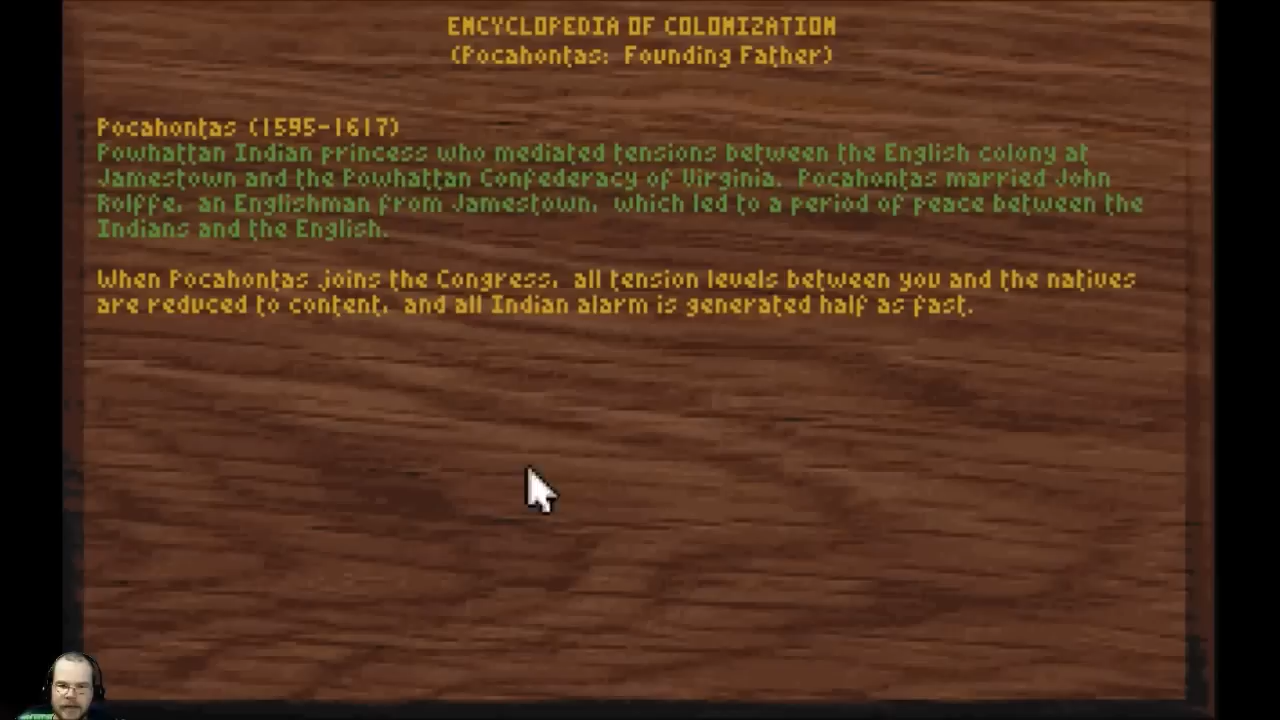 ENCYCLOPEDIA OF COLONIZATION
(Pocahontas: Founding Father)
Pocahontas (1595-1617)
Powhattan Indian princess who mediated tensions between the English colony at
Jamestown and the Powhattan Confederacy of Virginia. Pocahontas married John
Rolffe, an Englishman from Jamestown, which led to a period of peace between the
Indians and the English.
When Pocahontas joins the Congress, all tension levels between you and the natives
are reduced to content, and all Indian alarm is generated half as fast.